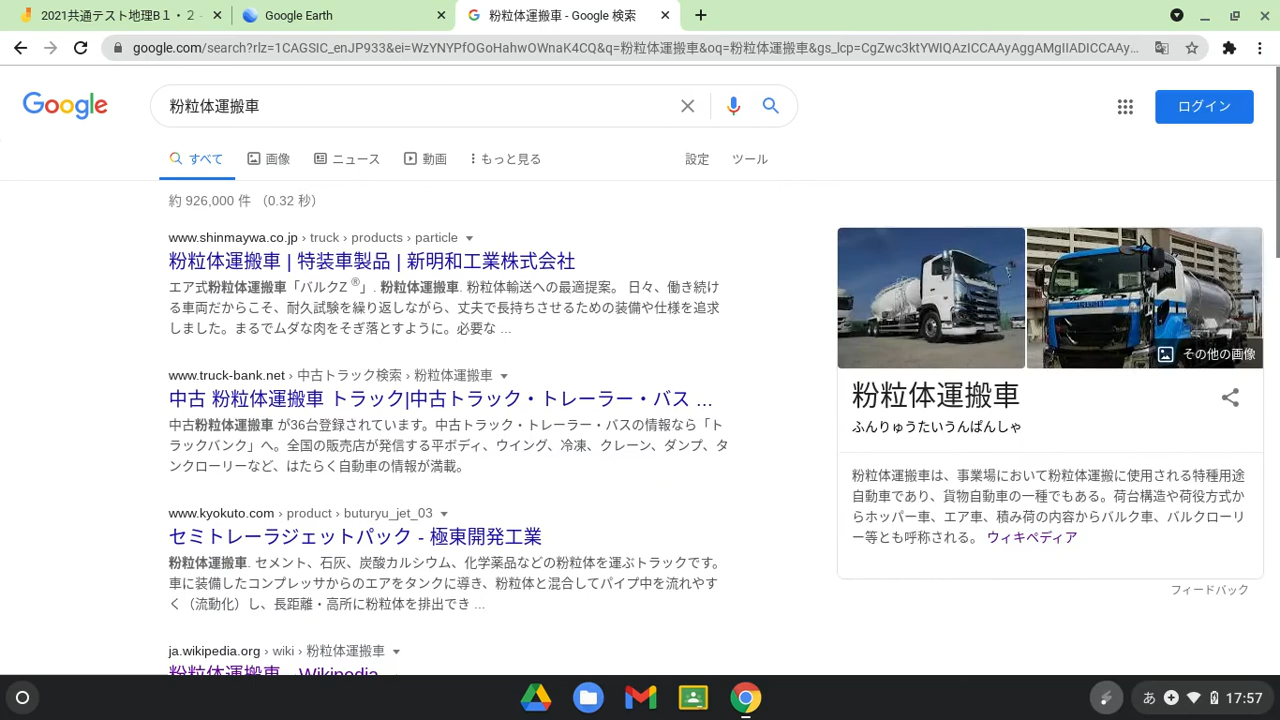 2021共通テスト地理B１・２ -
Google Earth
粉粒体運搬車 - Google 検索
google.com/search?rlz=1CAGSIC_enJP933&ei=WzYNYPfOGoHahwOWnaK4CQ&q=粉粒体運搬車&oq=粉粒体運搬車&gs_lcp=CgZwc3ktYWIQAzICCAAyAggAMgIIADICCAAy...
Google
粉粒体運搬車
ログイン
すべて 画像 ニュース 動画 もっと見る 設定 ツール
約 926,000 件 （0.32 秒）
www.shinmaywa.co.jp › truck › products › particle
粉粒体運搬車 | 特装車製品 | 新明和工業株式会社
エア式粉粒体運搬車「バルクZ ®」. 粉粒体運搬車. 粉粒体輸送への最適提案。 日々、働き続け
る車両だからこそ、耐久試験を繰り返しながら、丈夫で長持ちさせるための装備や仕様を追求
しました。まるでムダな肉をそぎ落とすように。必要な ...
www.truck-bank.net › 中古トラック検索 › 粉粒体運搬車
中古 粉粒体運搬車 トラック|中古トラック・トレーラー・バス ...
中古粉粒体運搬車 が36台登録されています。中古トラック・トレーラー・バスの情報なら「ト
ラックバンク」へ。全国の販売店が発信する平ボディ、ウイング、冷凍、クレーン、ダンプ、タ
ンクローリーなど、はたらく自動車の情報が満載。
www.kyokuto.com › product › buturyu_jet_03
セミトレーラジェットパック - 極東開発工業
粉粒体運搬車. セメント、石灰、炭酸カルシウム、化学薬品などの粉粒体を運ぶトラックです。
車に装備したコンプレッサからのエアをタンクに導き、粉粒体と混合してパイプ中を流れやす
く（流動化）し、長距離・高所に粉粒体を排出でき ...
ja.wikipedia.org › wiki › 粉粒体運搬車
粉粒体運搬車 - Wikipedia
その他の画像
粉粒体運搬車
ふんりゅうたいうんぱんしゃ
粉粒体運搬車は、事業場において粉粒体運搬に使用される特種用途
自動車であり、貨物自動車の一種でもある。荷台構造や荷役方式か
らホッパー車、エア車、積み荷の内容からバルク車、バルクローリ
ー等とも呼称される。 ウィキペディア
フィードバック
あ
17:57